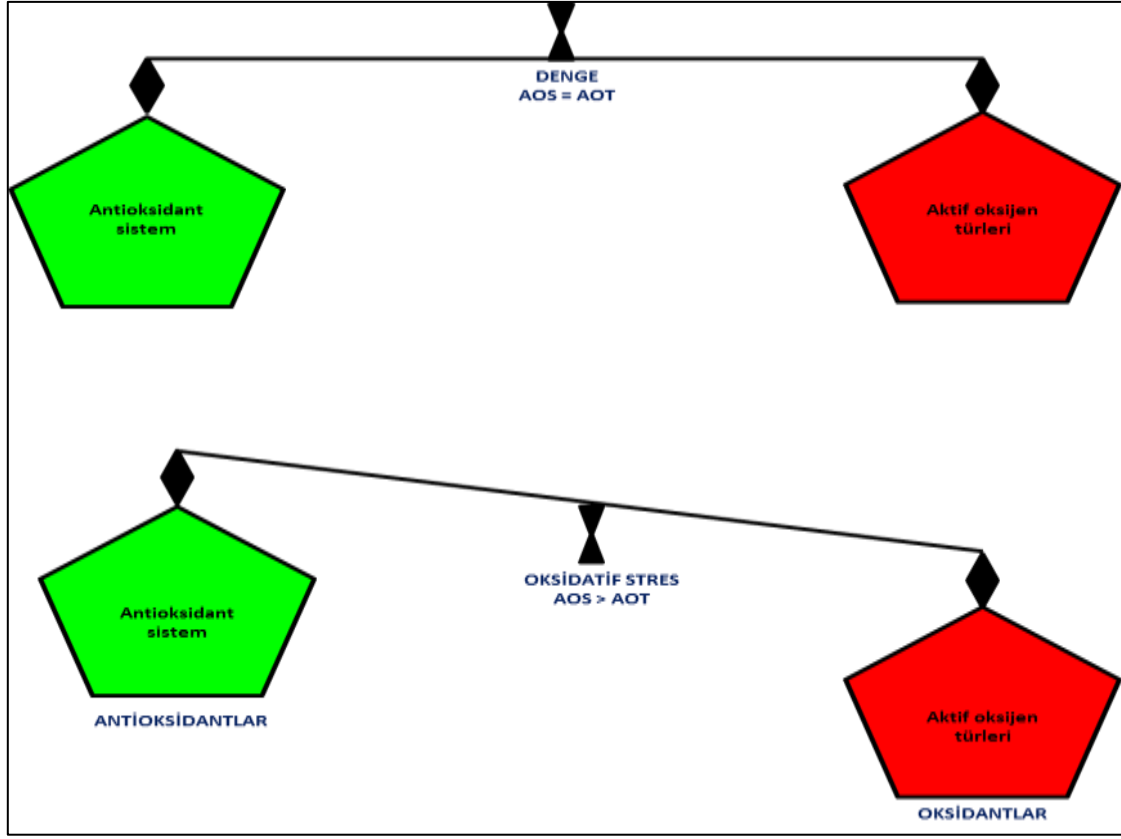 DENGE
AOS = AOT
Antioksidant
sistem
Aktif oksijen
türleri
OKSİDATİF STRES
AOS > AOT
Antioksidant
sistem
ANTİOKSİDANTLAR
Aktif oksijen
türleri
OKSİDANTLAR